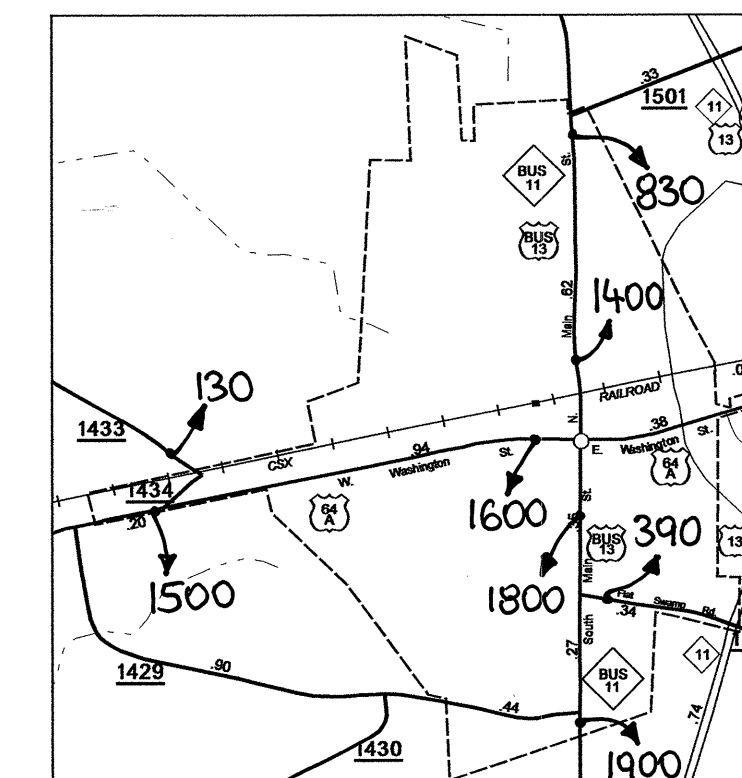 .33
1501
11
13
BUS
11
St.
830
BUS
13
.62
1400
Main
RAILROAD
130
1433
N.
.38
CSX
.94
Washington
St.
W.
E.
Washington
St.
64
A
1434
.20
64
A
1600
St.
390
BUS
13
13
1500
1800
Main
Flat
Swamp
Rd.
.34
South
.27
1429
.90
11
BUS
11
.44
.74
1430
1900